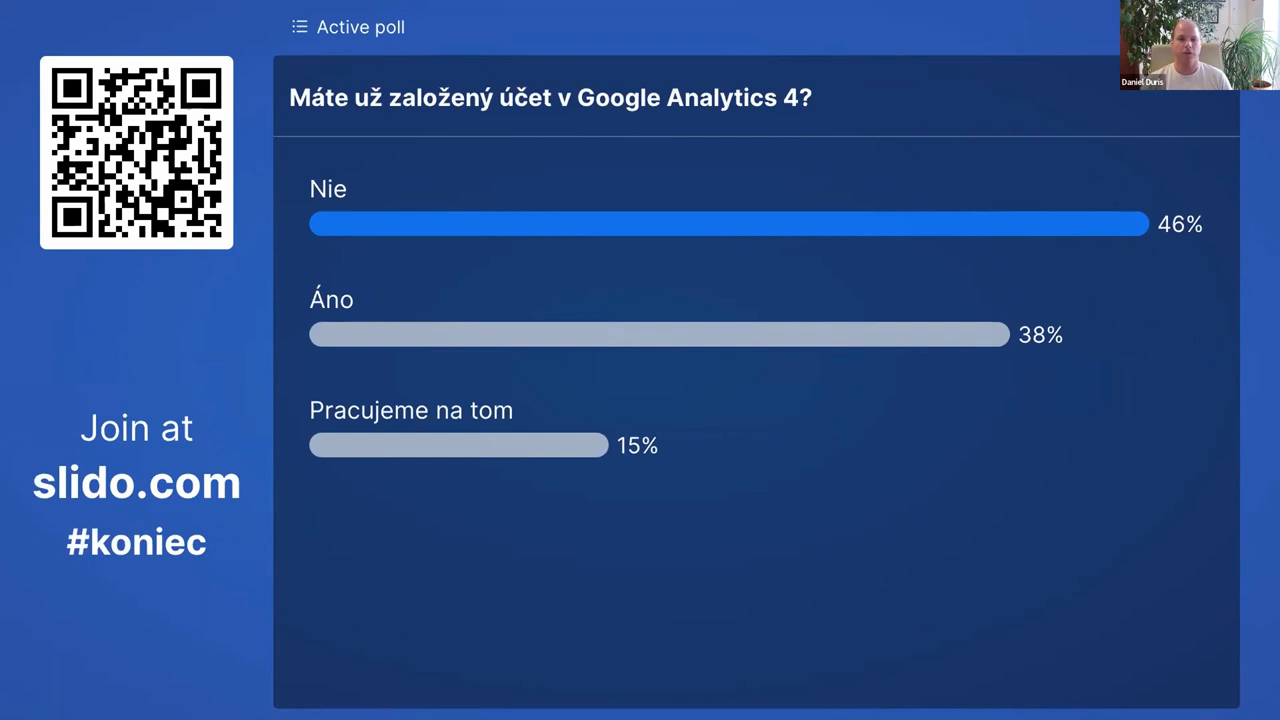 Active poll
Daniel Duris
Máte už založený účet v Google Analytics 4?
Nie
46%
Áno
38%
Pracujeme na tom
15%
Join at
slido.com
#koniec